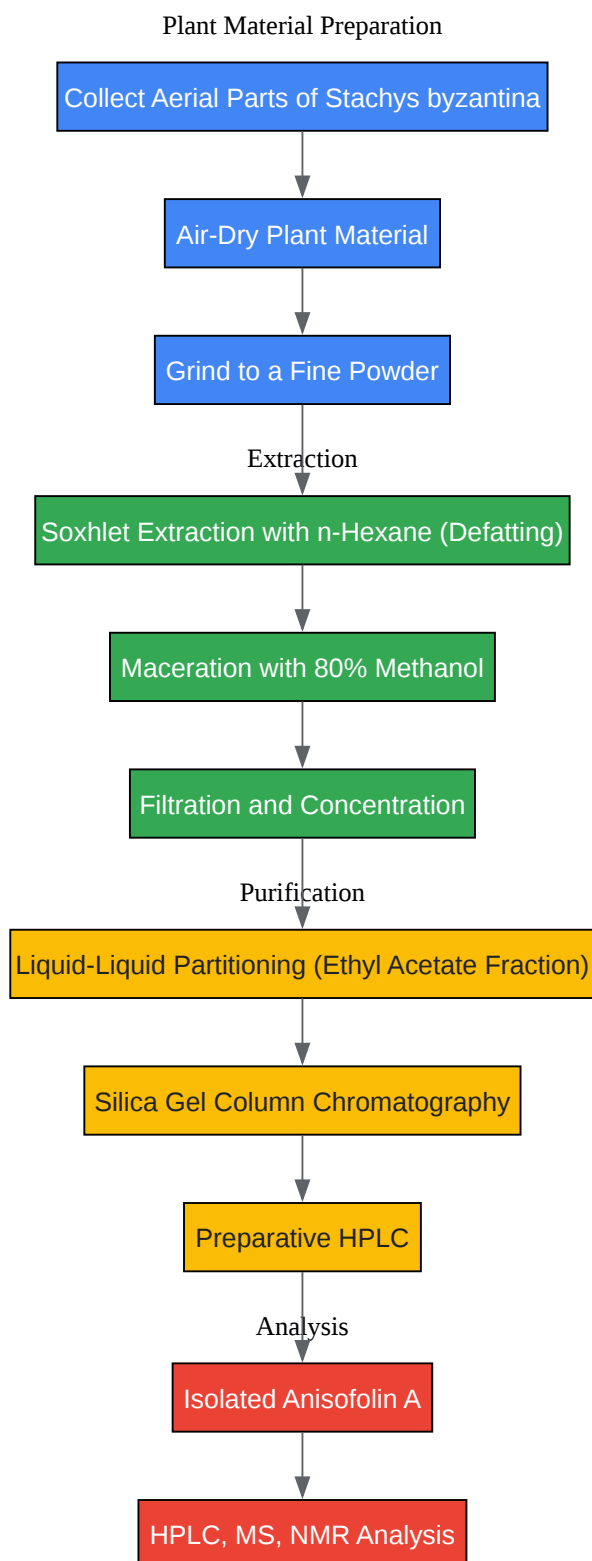 Plant Material Preparation
Collect Aerial Parts of Stachys byzantina
Air-Dry Plant Material
Grind to a Fine Powder
Extraction
Soxhlet Extraction with n-Hexane (Defatting)
Maceration with 80% Methanol
Filtration and Concentration
Purification
Liquid-Liquid Partitioning (Ethyl Acetate Fraction)
Silica Gel Column Chromatography
Preparative HPLC
Analysis
Isolated Anisofolin A
HPLC, MS, NMR Analysis